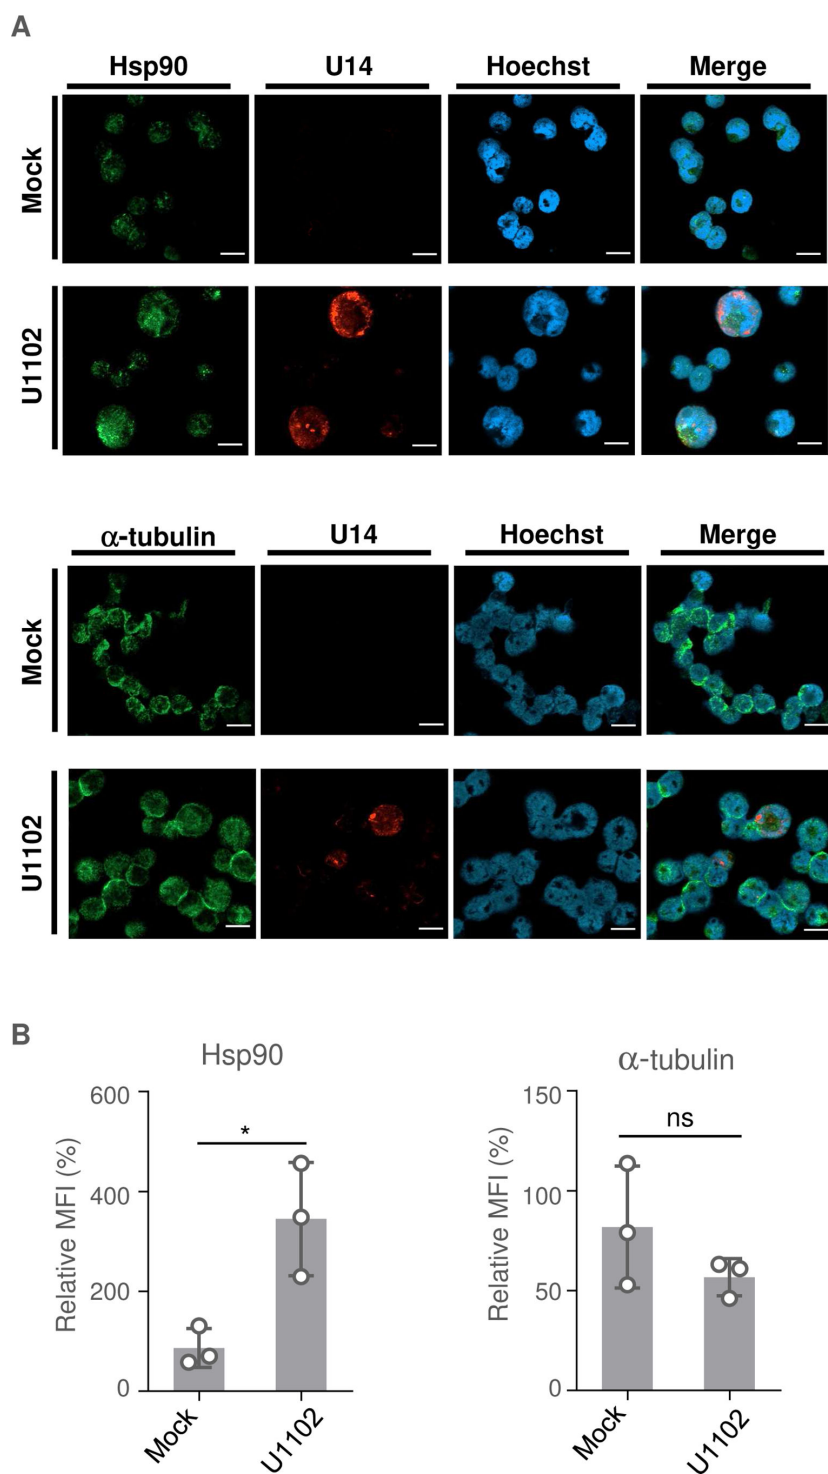 A
Hsp90 U14 Hoechst Merge
Mock
U1102
α-tubulin U14 Hoechst Merge
Mock
U1102
B
Hsp90
Relative MFI (%)
600
400
200
0
*
Mock
U1102
α-tubulin
Relative MFI (%)
150
100
50
0
ns
Mock
U1102